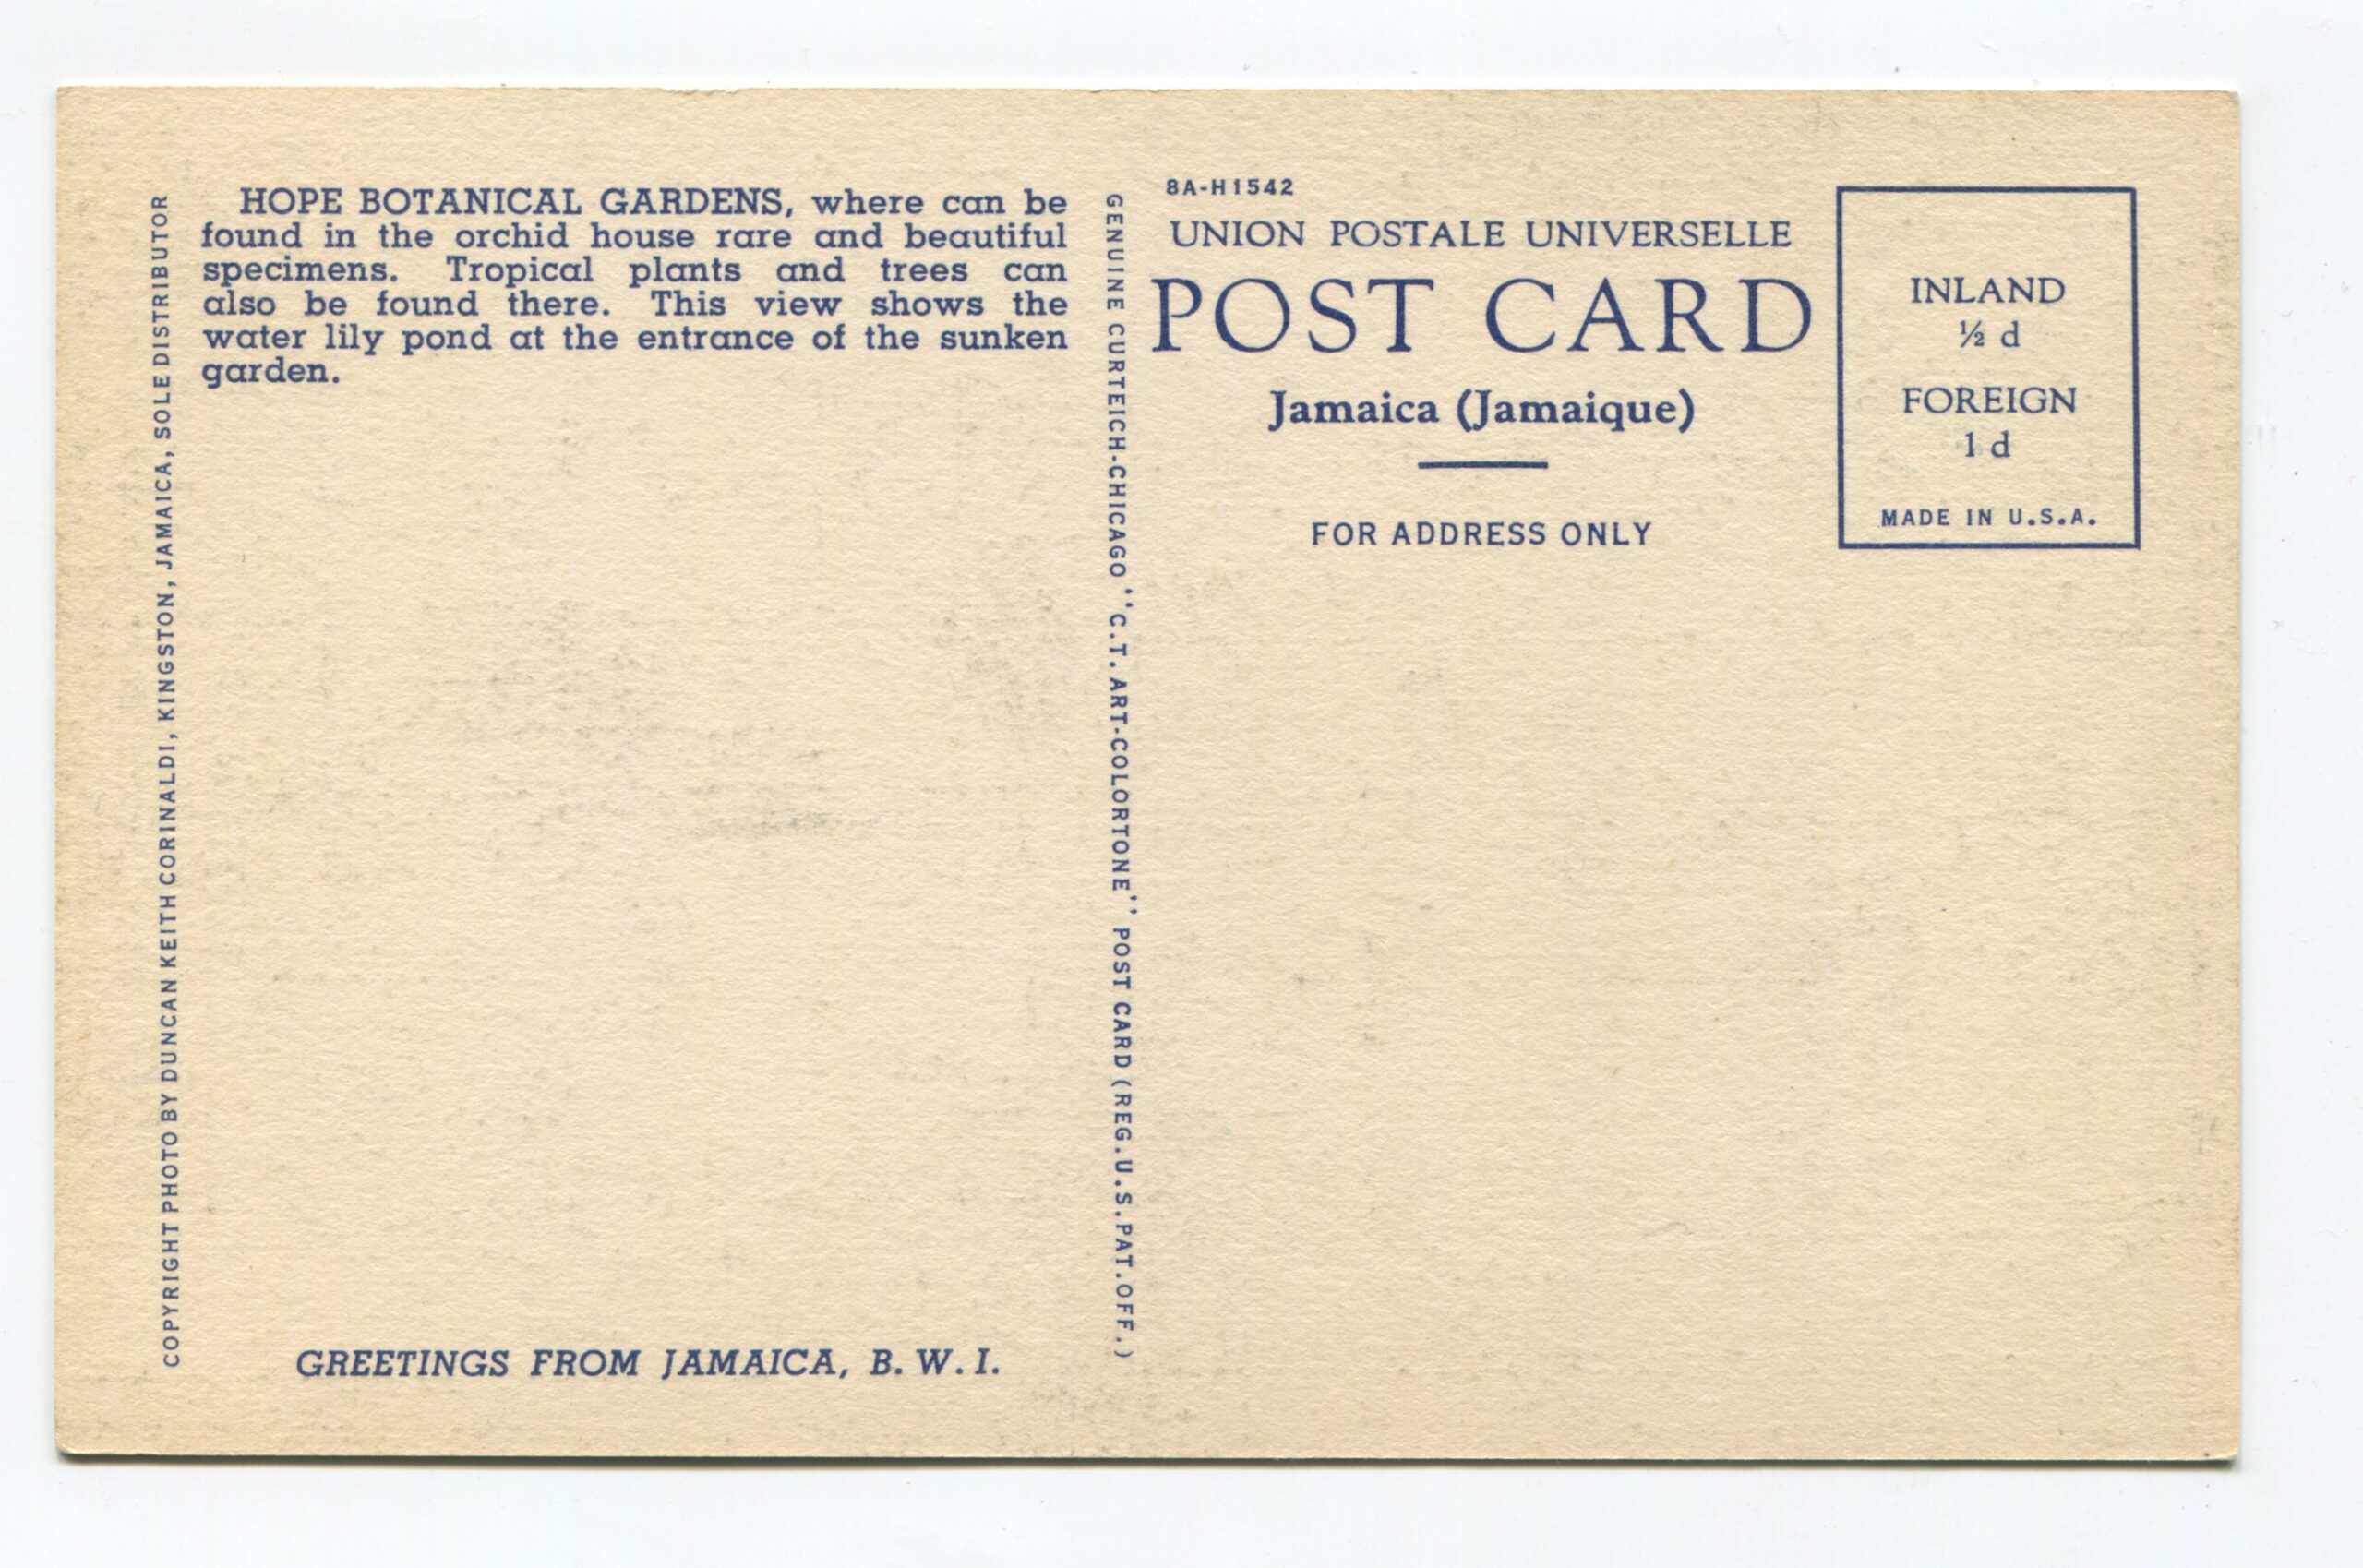 COPYRIGHT PHOTO BY DUNCAN KEITH CORINALDI, KINGSTON, JAMAICA, SOLE DISTRIBUTOR
HOPE BOTANICAL GARDENS, where can be
found in the orchid house rare and beautiful
specimens. Tropical plants and trees can
also be found there. This view shows the
water lily pond at the entrance of the sunken
garden.
GREETINGS FROM JAMAICA, B. W. I.
GENUINE CURTEICH-CHICAGO "C.T. ART-COLORTONE" POST CARD (REG. U.S. PAT. OFF.)
8A-H1542
UNION POSTALE UNIVERSELLE
POST CARD
Jamaica (Jamaique)
FOR ADDRESS ONLY
INLAND
½ d
FOREIGN
1 d
MADE IN U.S.A.